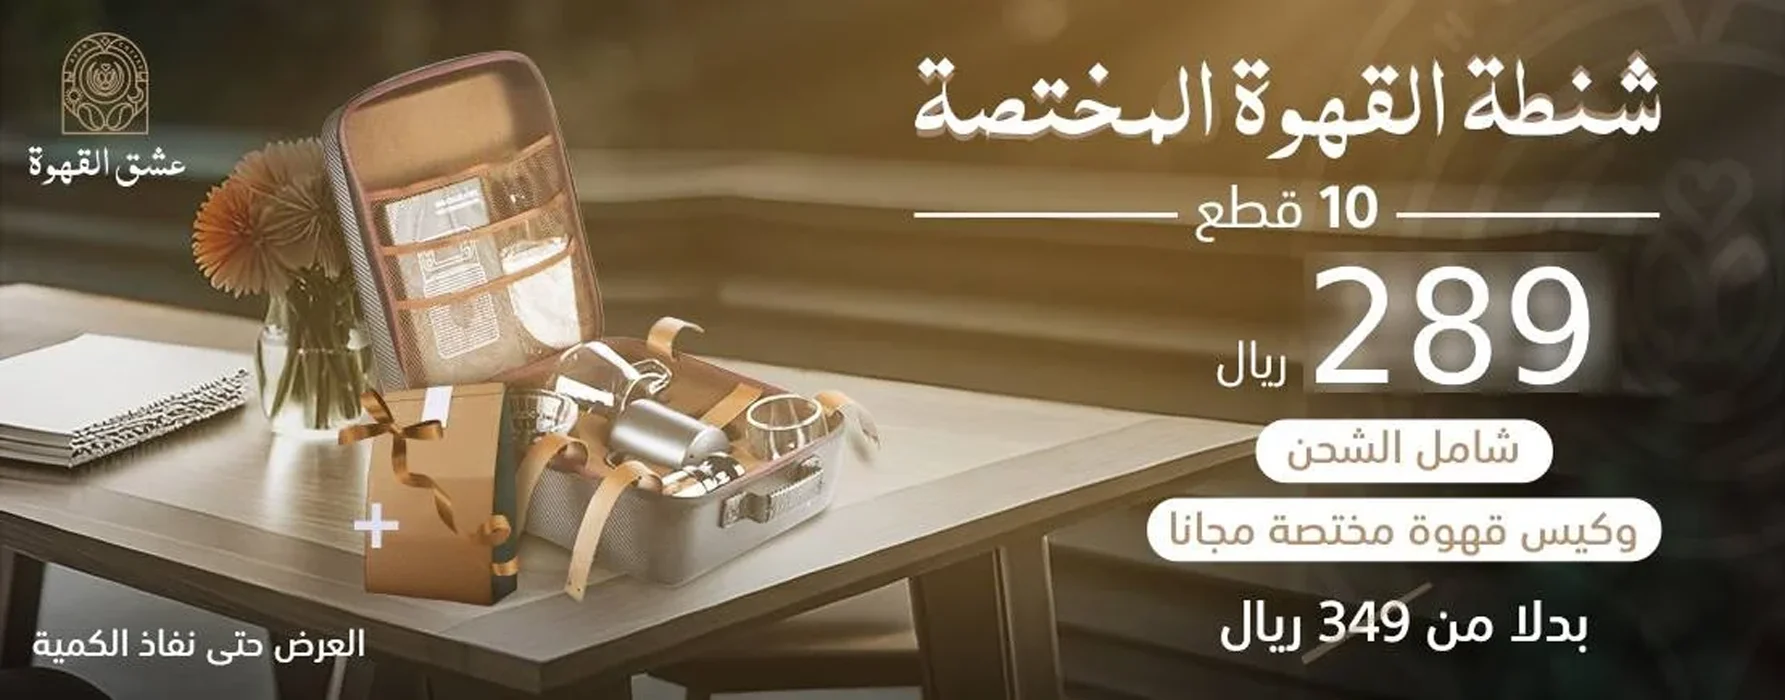 شنطة القهوة المختصة
10 قطع
289 ريال
شامل الشحن
وكيس قهوة مختصة مجانا
بدلا من 349 ريال
عشق القهوة
العرض حتى نفاذ الكمية